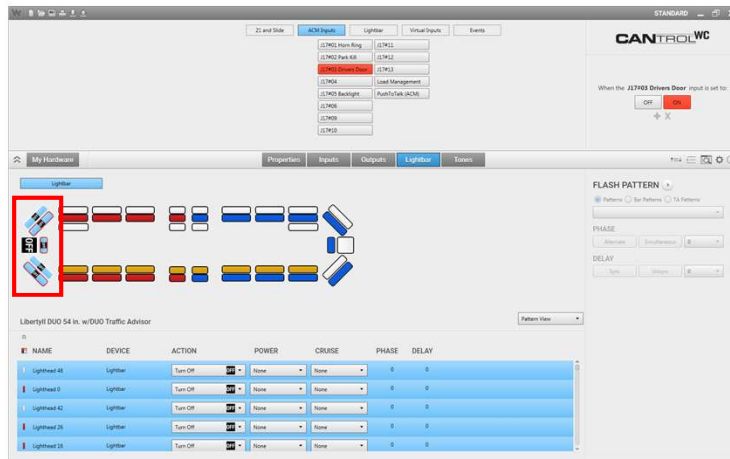 STANDARD
21 and Slide ACM Inputs Lightbar Virtual Inputs Events
J17#01 Horn Ring J17#11
J17#02 Park Kill J17#12
J17#03 Drivers Door J17#13
J17#04 Load Management
J17#05 Backlight PushToTalk (ACM)
J17#06
J17#09
J17#10
CANTROLWC
When the J17#03 Drivers Door input is set to:
OFF ON
My Hardware Properties Inputs Outputs Lightbar Tones
Lightbar
OFF
FLASH PATTERN
Patterns Bar Patterns TA Patterns
PHASE
Alternate Simultaneous 0
DELAY
0
LibertyII DUO 54 in. w/DUO Traffic Advisor
Pattern View
NAME DEVICE ACTION POWER CRUISE PHASE DELAY
Lighthead 46 Lightbar Turn Off OFF None None 0 0
Lighthead 0 Lightbar Turn Off OFF None None 0 0
Lighthead 42 Lightbar Turn Off OFF None None 0 0
Lighthead 26 Lightbar Turn Off OFF None None 0 0
Lighthead 16 Lightbar Turn Off OFF None None 0 0